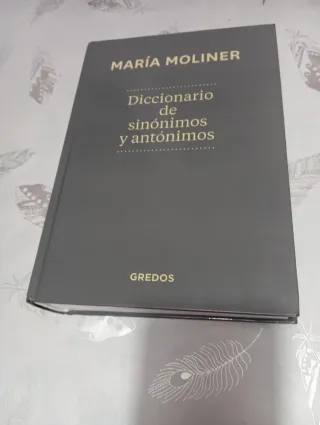 MARÍA MOLINER
Diccionario
de
sinónimos
y antónimos
GREDOS